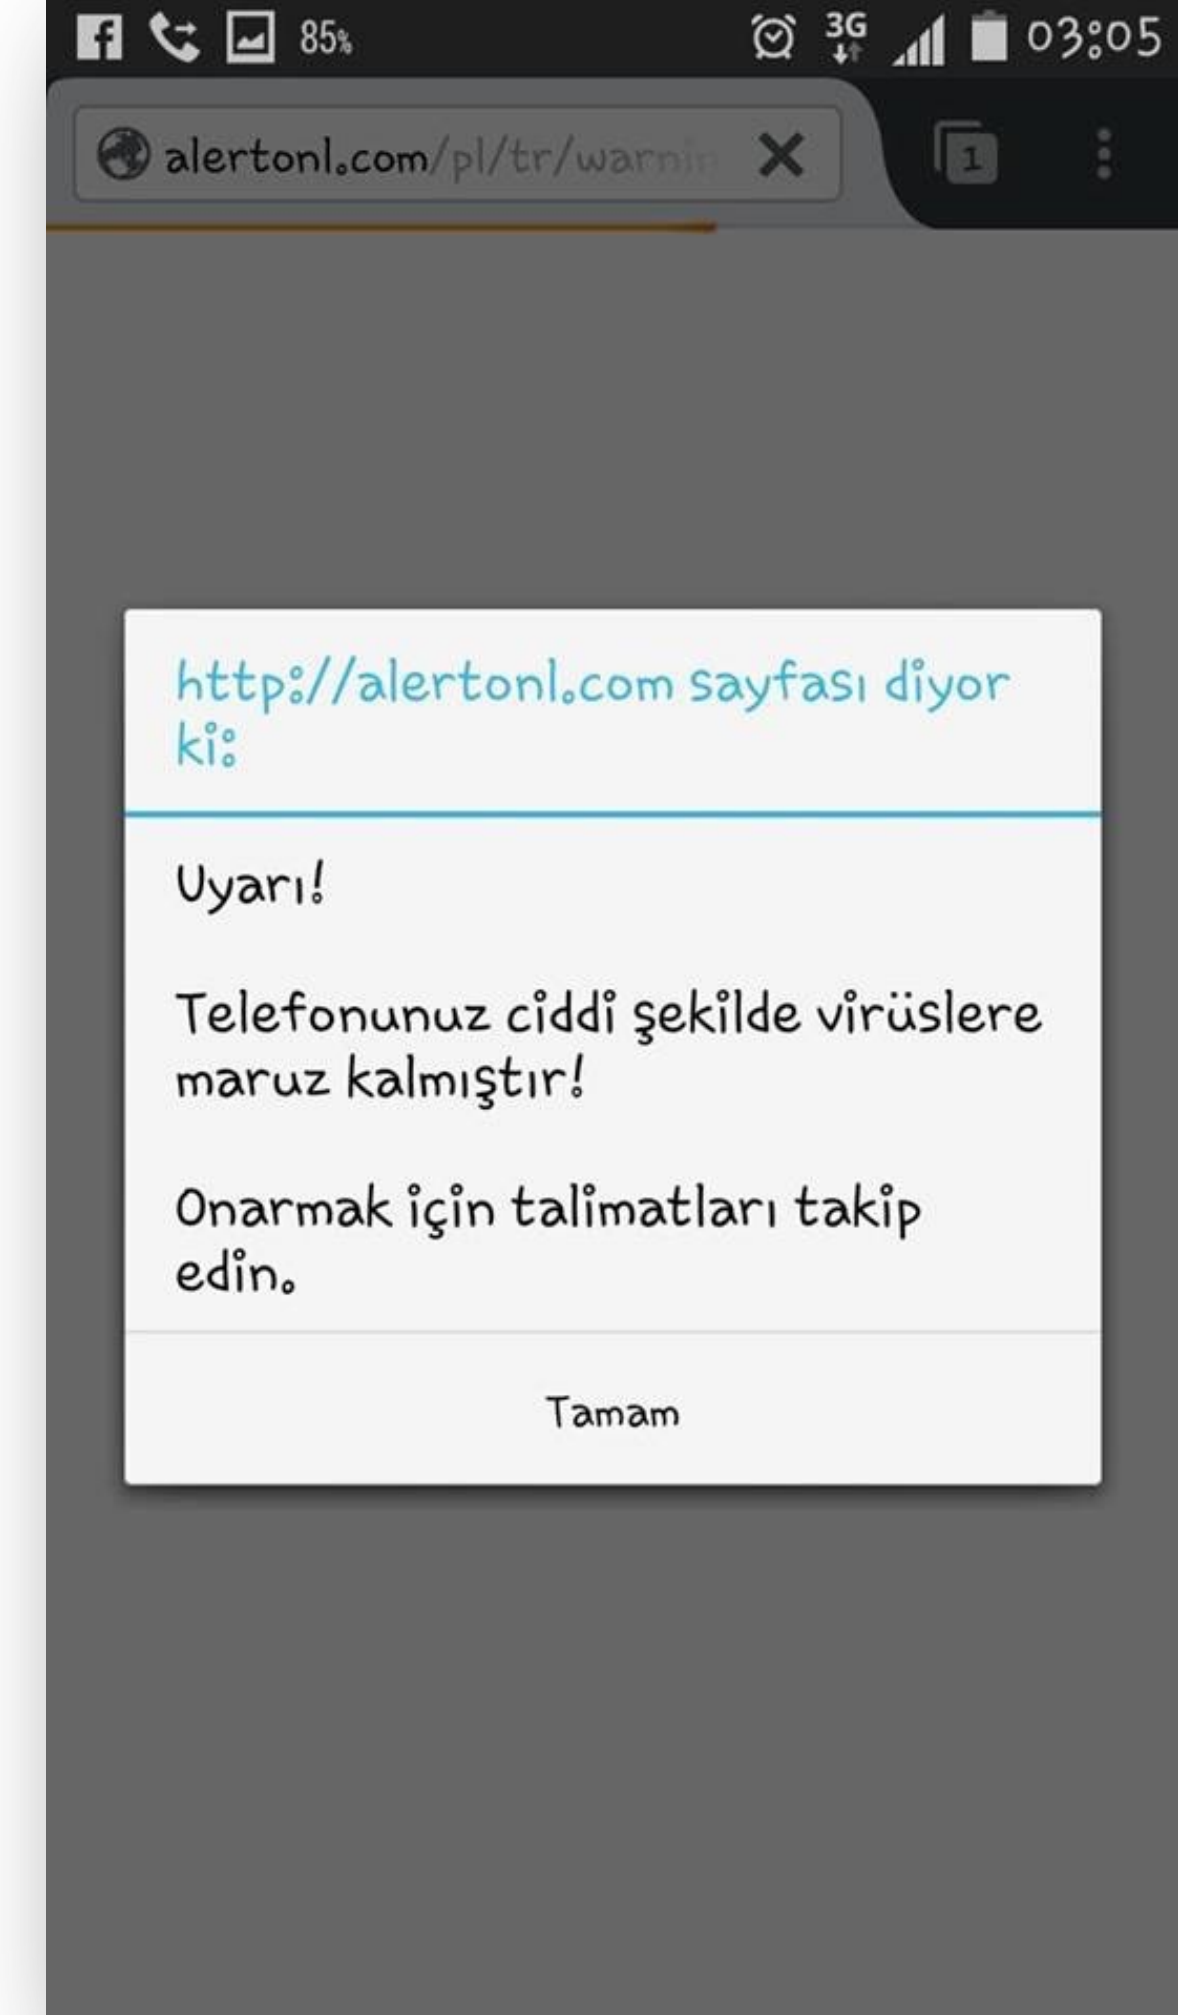 85%
3G
03:05
alertonl.com/pl/tr/warnin
1
http://alertonl.com sayfası diyor
ki:
Uyarı!
Telefonunuz ciddi şekilde virüslere
maruz kalmıştır!
Onarmak için talimatları takip
edin.
Tamam